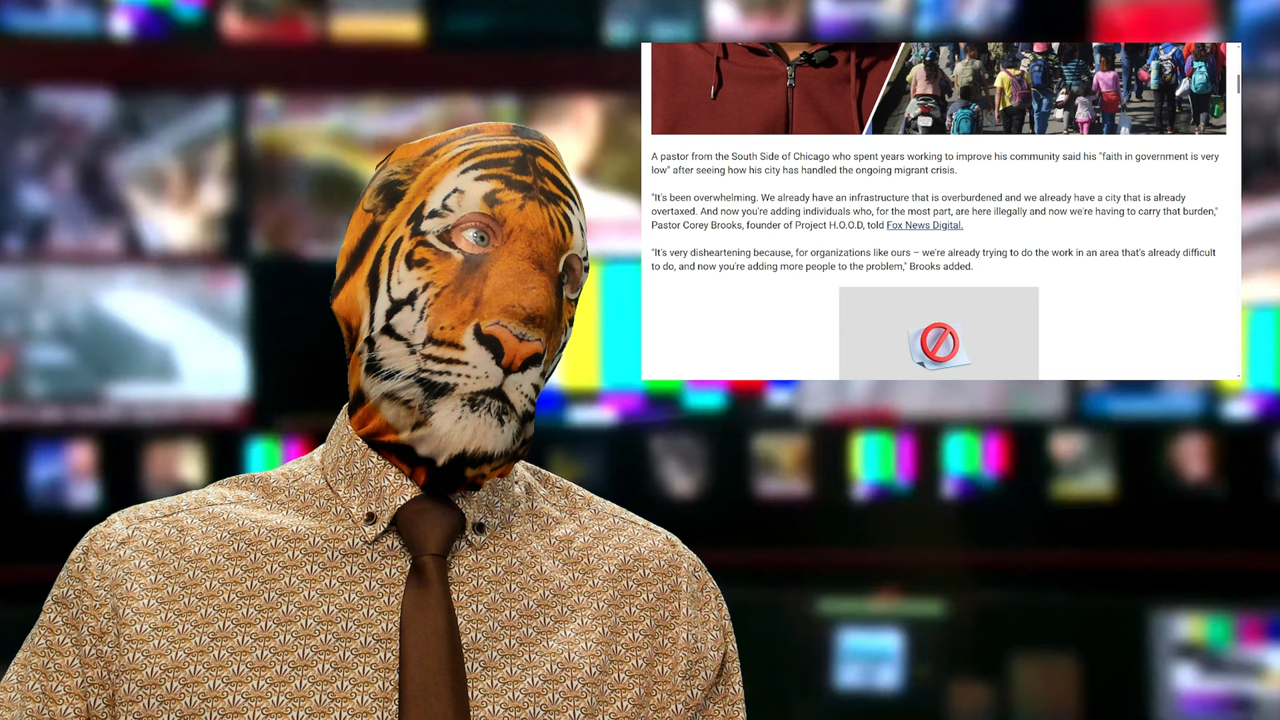 A pastor from the South Side of Chicago who spent years working to improve his community said his "faith in government is very
low" after seeing how his city has handled the ongoing migrant crisis.
"It's been overwhelming. We already have an infrastructure that is overburdened and we already have a city that is already
overtaxed. And now you're adding individuals who, for the most part, are here illegally and now we're having to carry that burden,"
Pastor Corey Brooks, founder of Project H.O.O.D, told Fox News Digital.
"It's very disheartening because, for organizations like ours – we're already trying to do the work in an area that's already difficult
to do, and now you're adding more people to the problem," Brooks added.